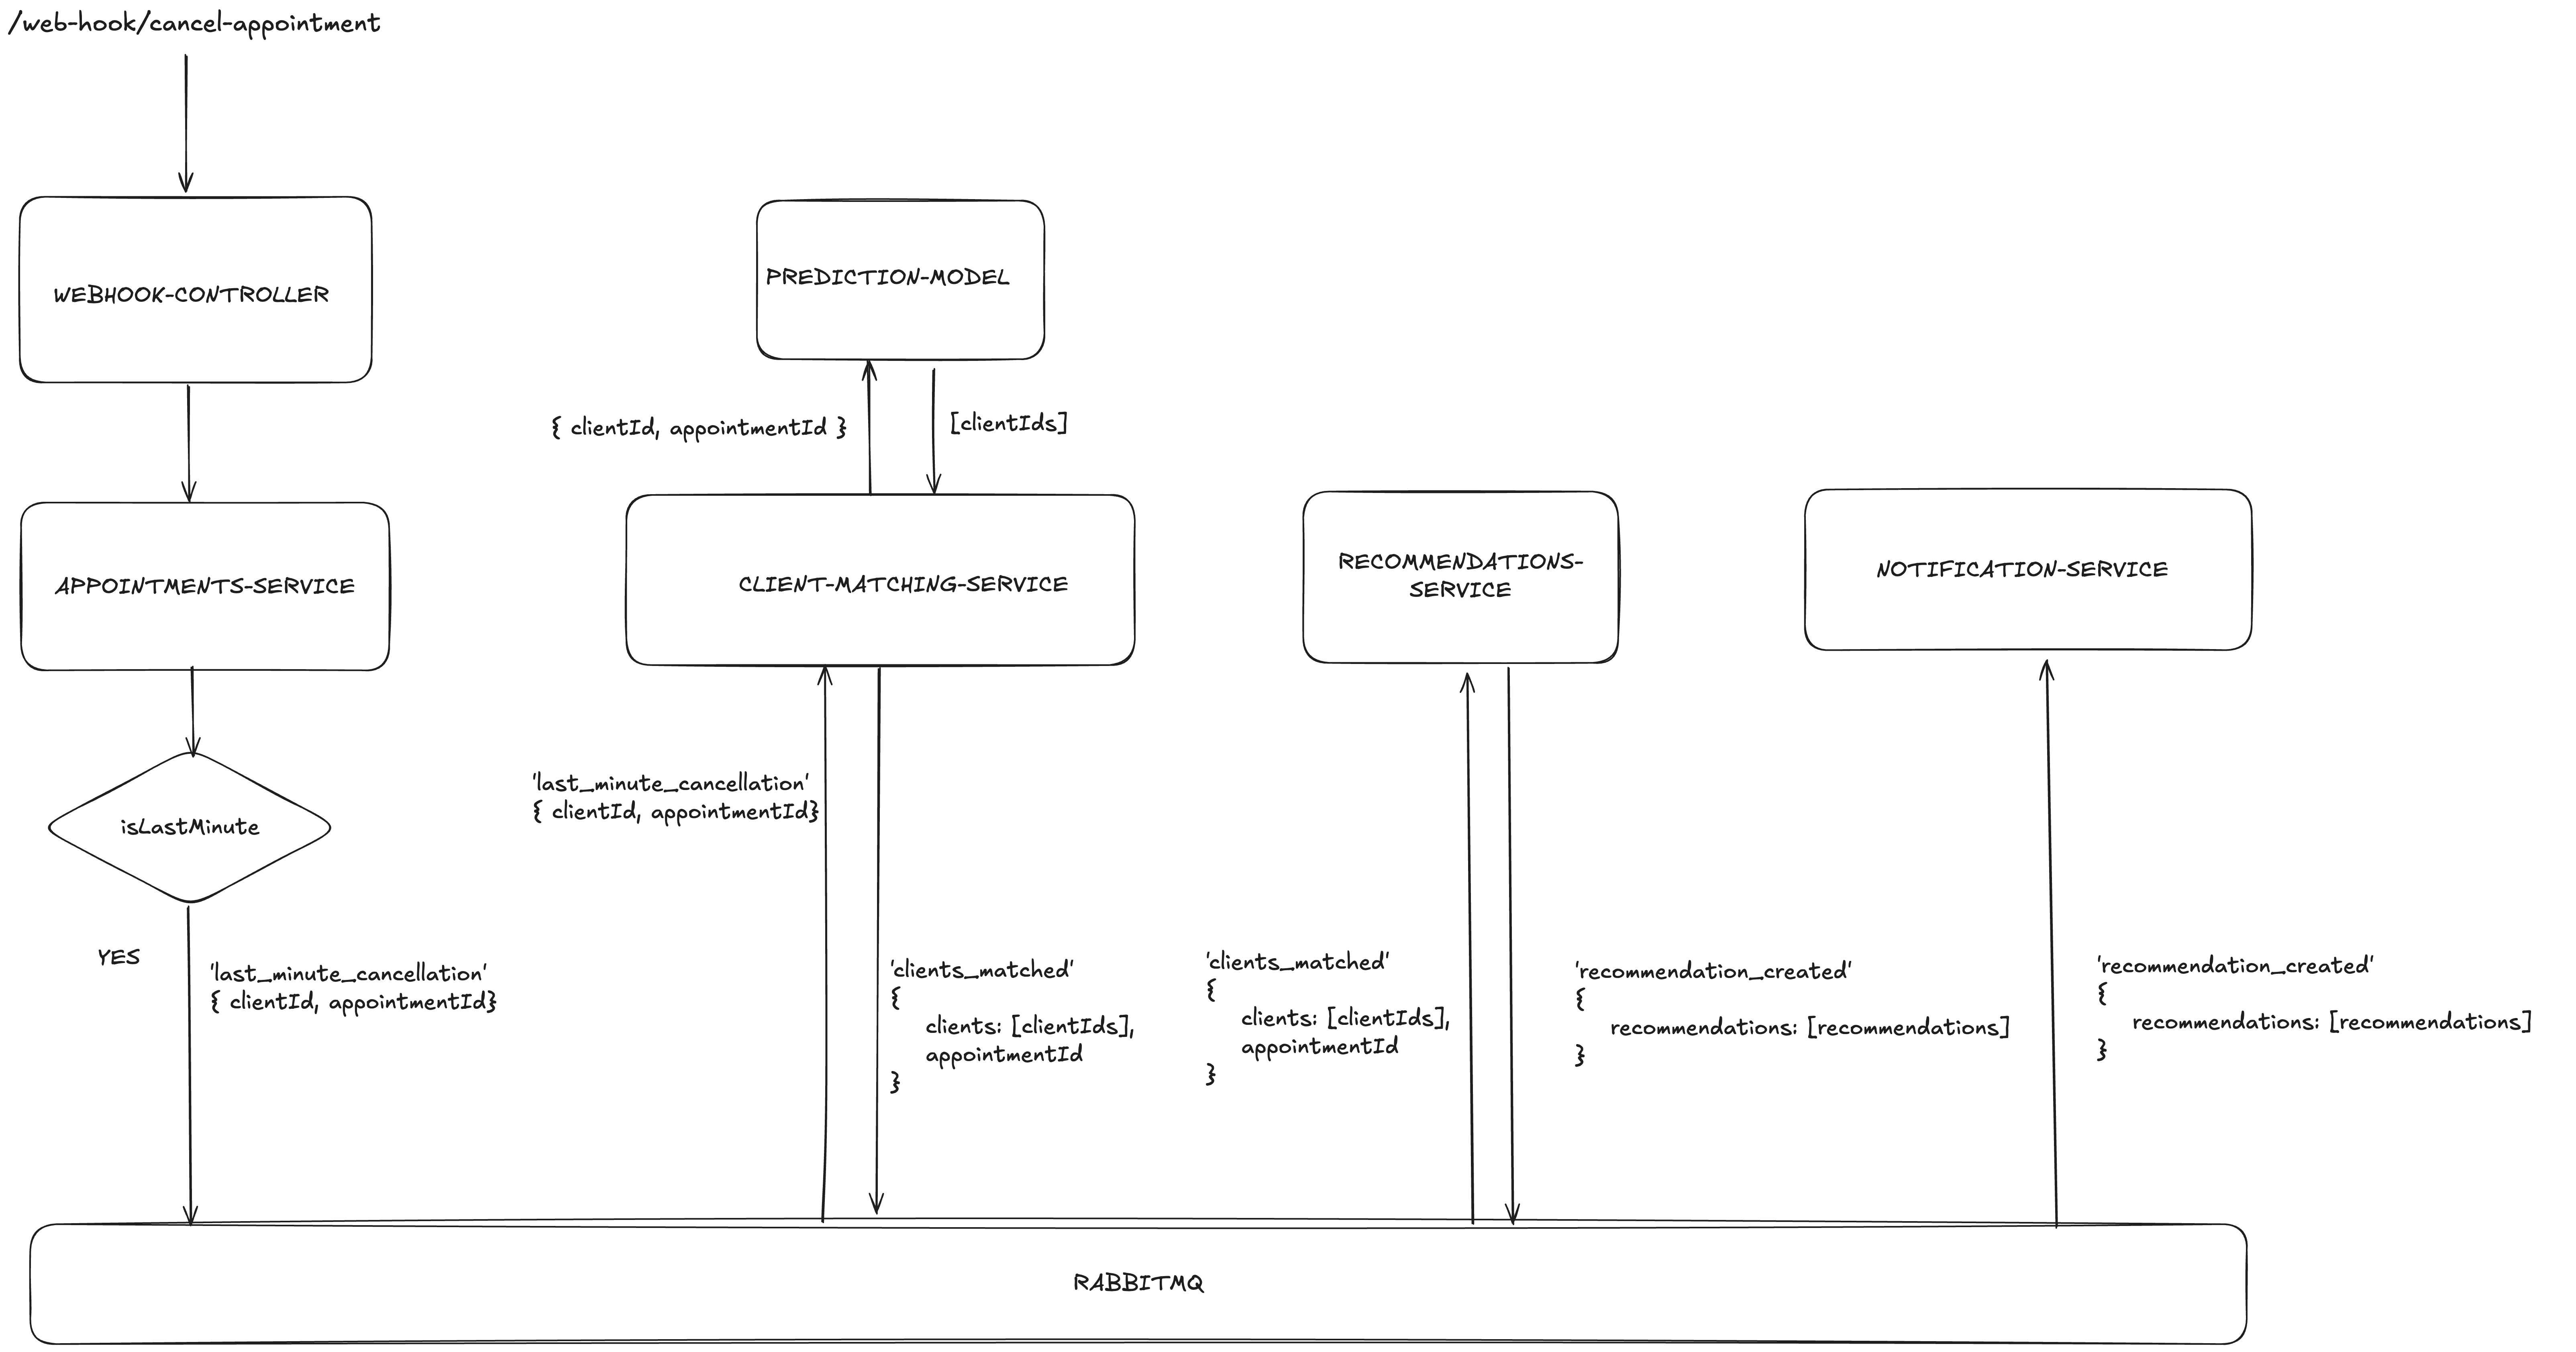 /web-hook/cancel-appointment
WEBHOOK-CONTROLLER
PREDICTION-MODEL
{ clientId, appointmentId }
[clientIds]
APPOINTMENTS-SERVICE
CLIENT-MATCHING-SERVICE
RECOMMENDATIONS-
SERVICE
NOTIFICATION-SERVICE
isLastMinute
'last_minute_cancellation'
{ clientId, appointmentId}
YES
'last_minute_cancellation'
{ clientId, appointmentId}
'clients_matched'
{
clients: [clientIds],
appointmentId
}
'clients_matched'
{
clients: [clientIds],
appointmentId
}
'recommendation_created'
{
recommendations: [recommendations]
}
'recommendation_created'
{
recommendations: [recommendations]
}
RABBITMQ